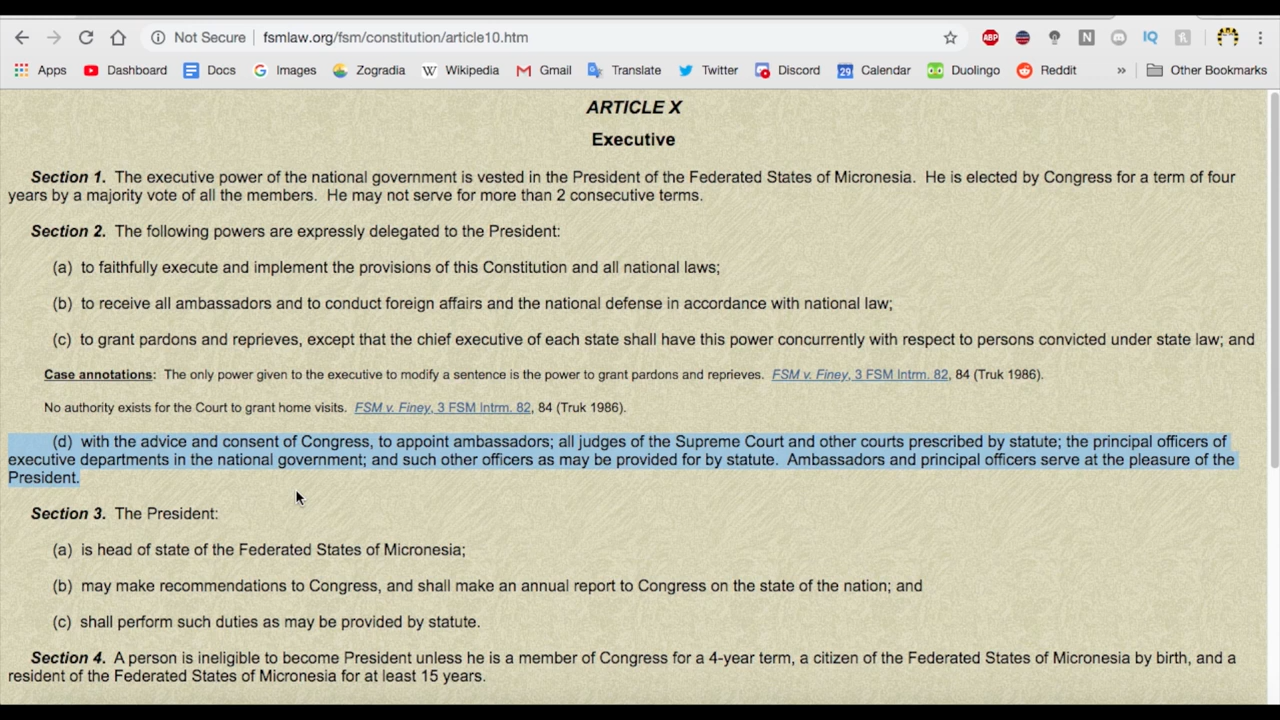 Not Secure fsmlaw.org/fsm/constitution/article10.htm ABP N IQ
Apps Dashboard Docs Images Zogradia Wikipedia Gmail Translate Twitter 29 Calendar Discord Duolingo Reddit » Other Bookmarks
ARTICLE X
Executive
Section 1. The executive power of the national government is vested in the President of the Federated States of Micronesia. He is elected by Congress for a term of four
years by a majority vote of all the members. He may not serve for more than 2 consecutive terms.
Section 2. The following powers are expressly delegated to the President:
(a) to faithfully execute and implement the provisions of this Constitution and all national laws;
(b) to receive all ambassadors and to conduct foreign affairs and the national defense in accordance with national law;
(c) to grant pardons and reprieves, except that the chief executive of each state shall have this power concurrently with respect to persons convicted under state law; and
Case annotations: The only power given to the executive to modify a sentence is the power to grant pardons and reprieves. FSM v. Finey, 3 FSM Intrm. 82, 84 (Truk 1986).
No authority exists for the Court to grant home visits. FSM v. Finey, 3 FSM Intrm. 82, 84 (Truk 1986).
(d) with the advice and consent of Congress, to appoint ambassadors; all judges of the Supreme Court and other courts prescribed by statute; the principal officers of
executive departments in the national government; and such other officers as may be provided for by statute. Ambassadors and principal officers serve at the pleasure of the
President.
Section 3. The President:
(a) is head of state of the Federated States of Micronesia;
(b) may make recommendations to Congress, and shall make an annual report to Congress on the state of the nation; and
(c) shall perform such duties as may be provided by statute.
Section 4. A person is ineligible to become President unless he is a member of Congress for a 4-year term, a citizen of the Federated States of Micronesia by birth, and a
resident of the Federated States of Micronesia for at least 15 years.